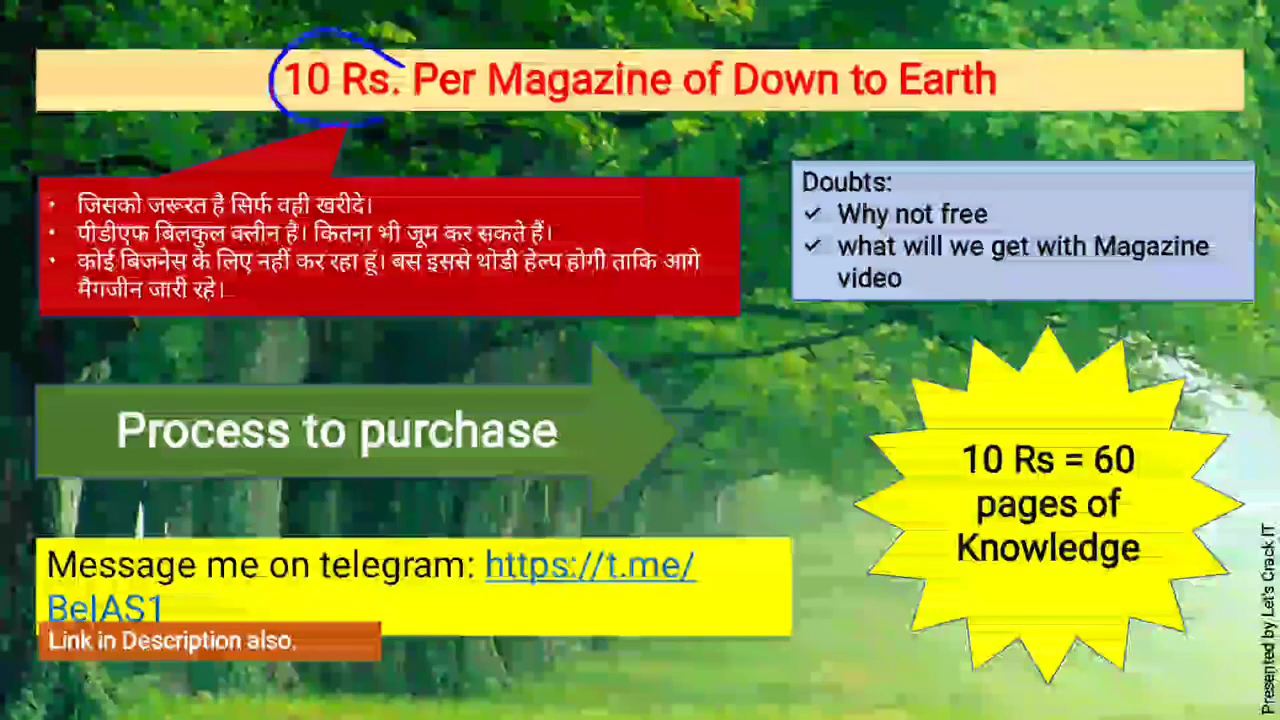 10 Rs. Per Magazine of Down to Earth
• जिसको जरूरत है सिर्फ वही खरीदे।
• पीडीएफ बिलकुल क्लीन है। कितना भी जूम कर सकते हैं।
• कोई बिजनेस के लिए नहीं कर रहा हूं। बस इससे थोडी हेल्प होगी ताकि आगे
मैगजीन जारी रहे।
Doubts:
✓ Why not free
✓ what will we get with Magazine
video
Process to purchase
10 Rs = 60
pages of
Knowledge
Message me on telegram: https://t.me/
BeIAS1
Link in Description also.
Presented by Let's Crack IT